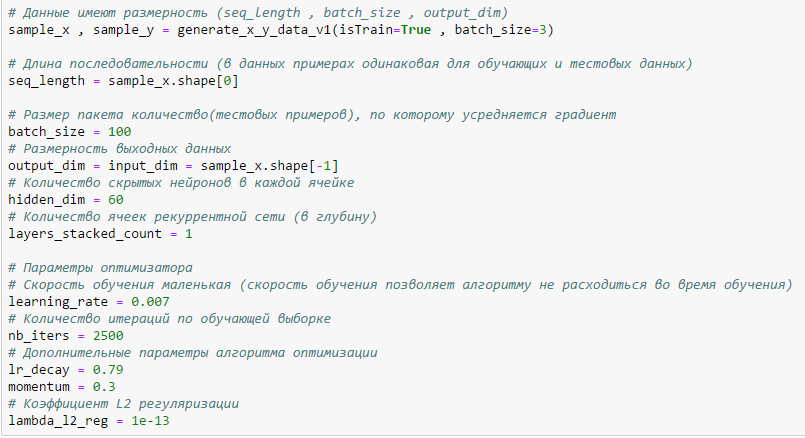 # Данные имеют размерность (seq_length , batch_size , output_dim)
sample_x , sample_y = generate_x_y_data_v1(isTrain=True , batch_size=3)
# Длина последовательности (в данных примерах одинаковая для обучающих и тестовых данных)
seq_length = sample_x.shape[0]
# Размер пакета количество(тестовых примеров), по которому усредняется градиент
batch_size = 100
# Размерность выходных данных
output_dim = input_dim = sample_x.shape[-1]
# Количество скрытых нейронов в каждой ячейке
hidden_dim = 60
# Количество ячеек рекуррентной сети (в глубину)
layers_stacked_count = 1
# Параметры оптимизатора
# Скорость обучения маленькая (скорость обучения позволяет алгоритму не расходиться во время обучения)
learning_rate = 0.007
# Количество итераций по обучающей выборке
nb_iters = 2500
# Дополнительные параметры алгоритма оптимизации
lr_decay = 0.79
momentum = 0.3
# Коэффициент L2 регуляризации
lambda_l2_reg = 1e-13